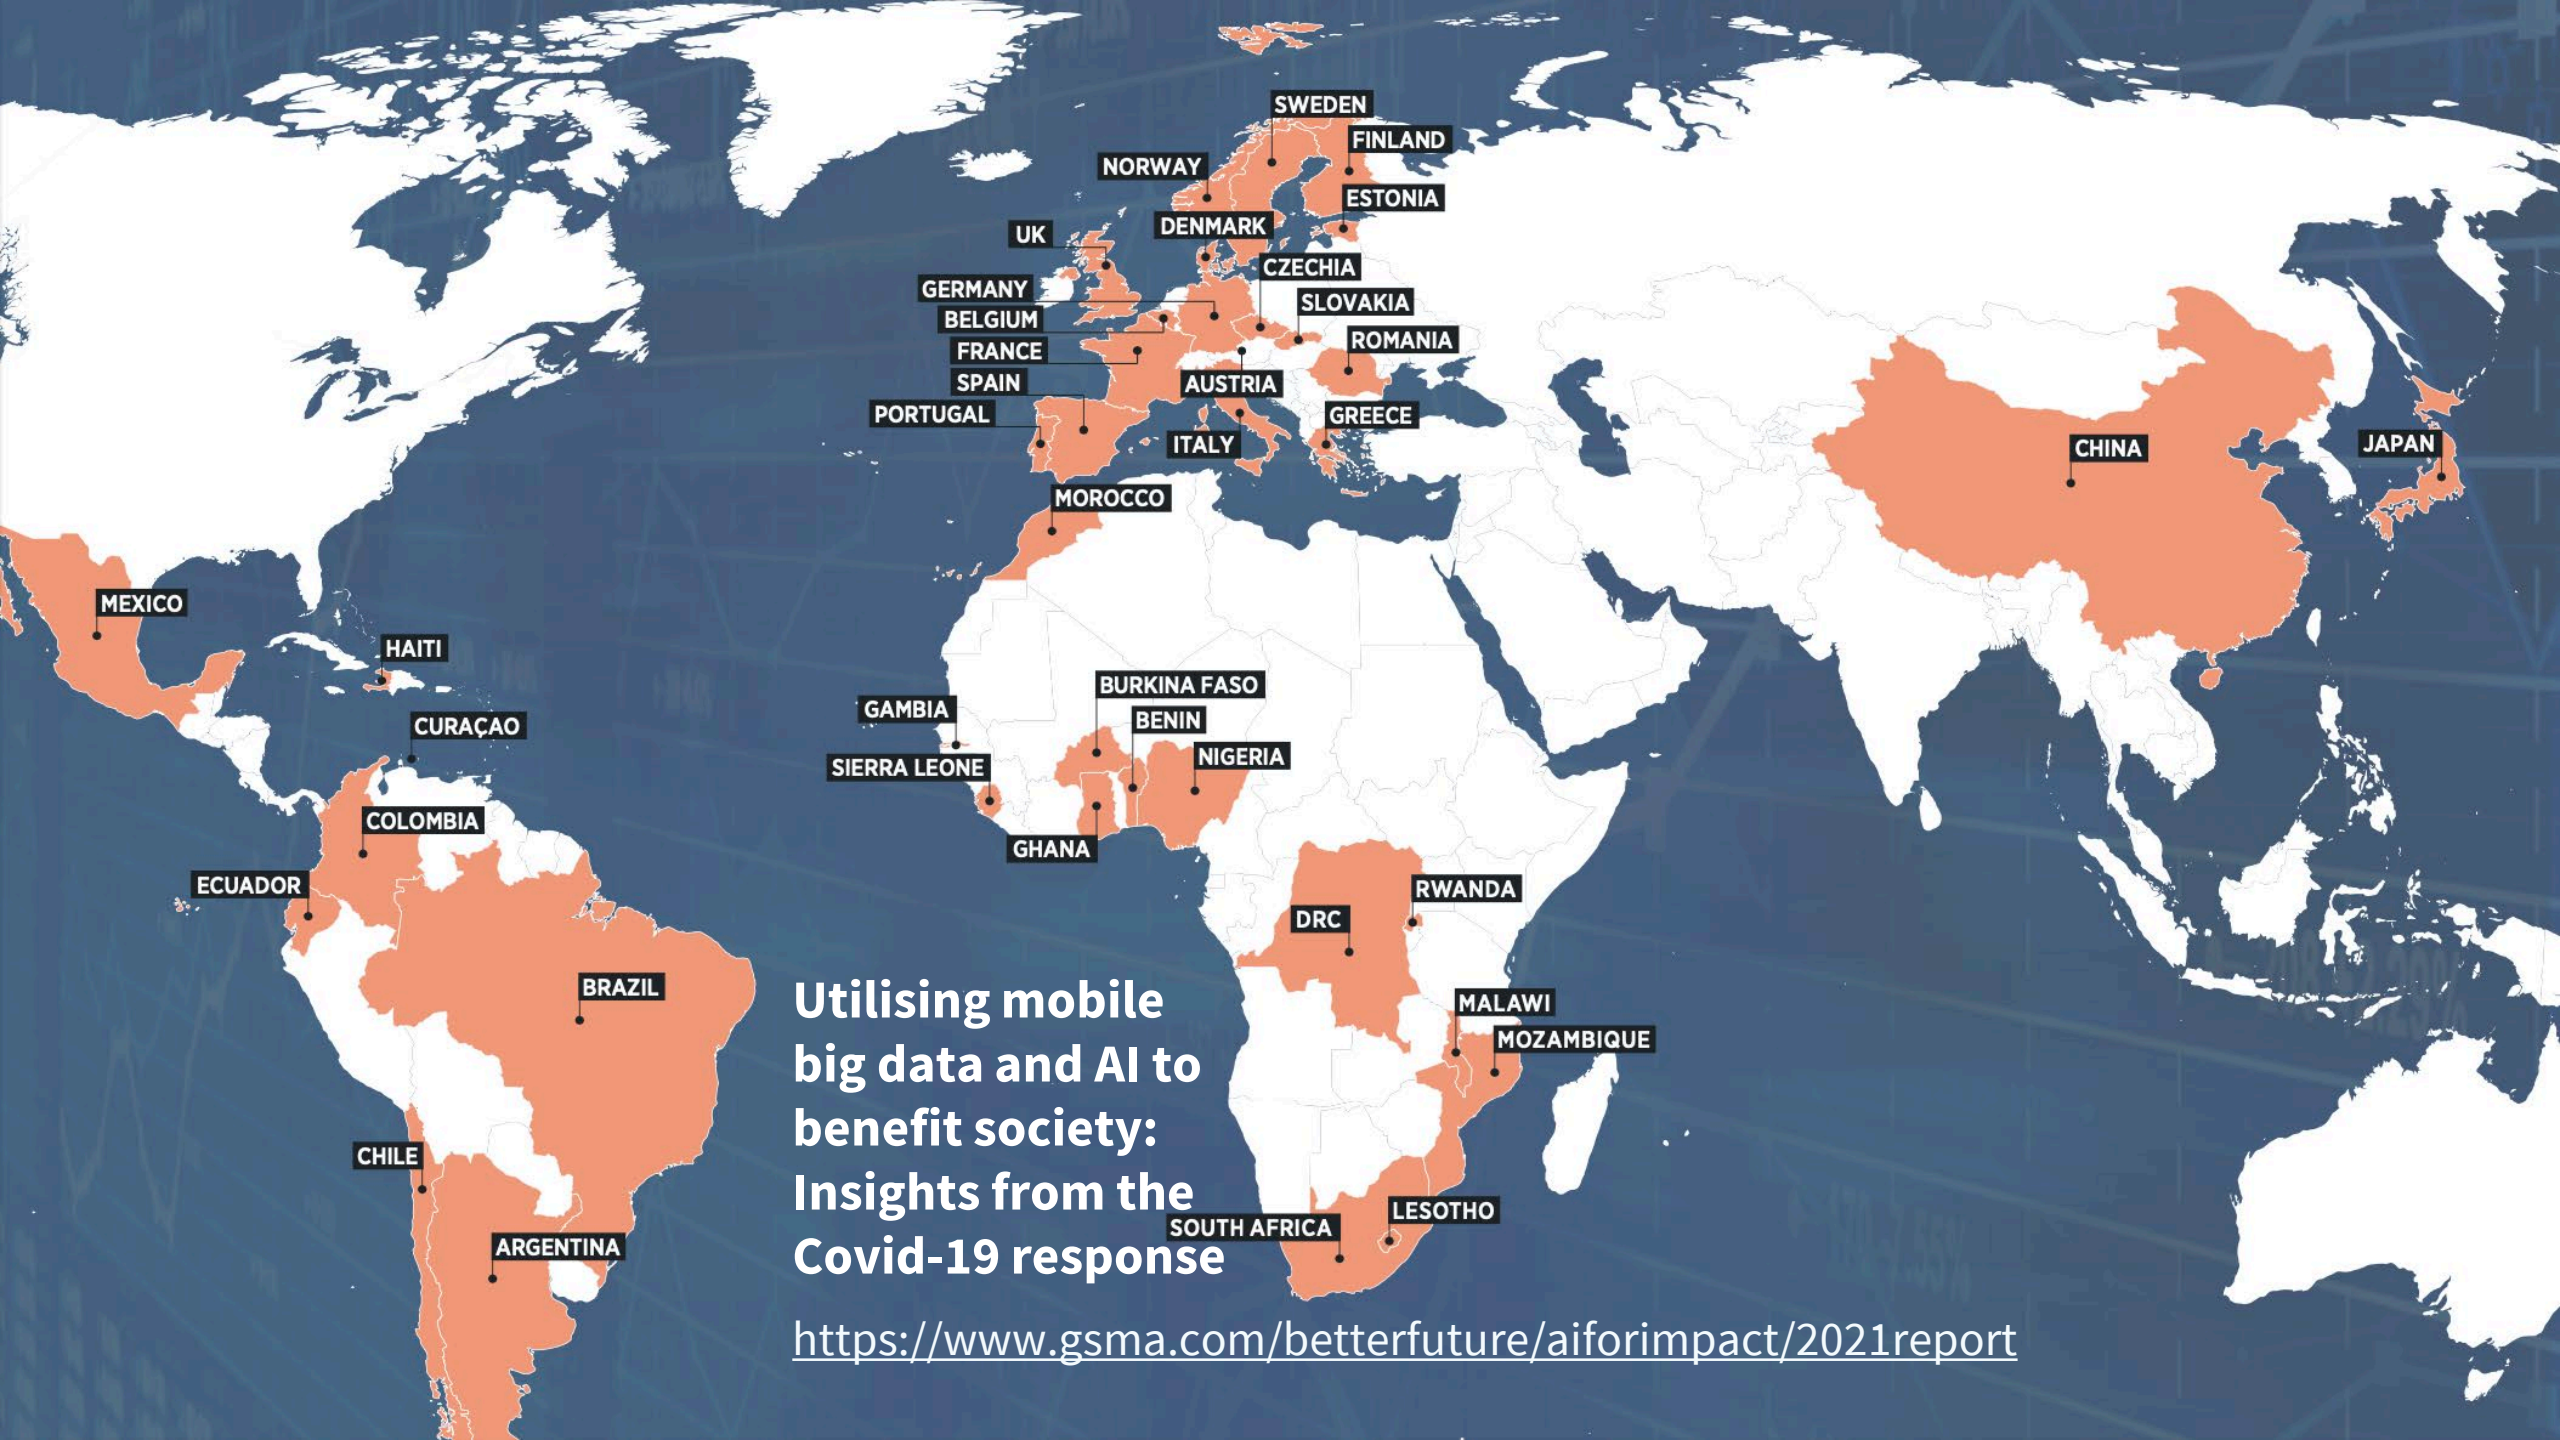 SWEDEN
FINLAND
NORWAY
ESTONIA
DENMARK
UK
CZECHIA
GERMANY
SLOVAKIA
BELGIUM
ROMANIA
FRANCE
SPAIN
AUSTRIA
PORTUGAL
GREECE
ITALY
CHINA
JAPAN
MOROCCO
MEXICO
HAITI
BURKINA FASO
GAMBIA
BENIN
CURAÇAO
NIGERIA
SIERRA LEONE
COLOMBIA
GHANA
ECUADOR
RWANDA
DRC
BRAZIL
MALAWI
MOZAMBIQUE
CHILE
LESOTHO
SOUTH AFRICA
ARGENTINA
Utilising mobile
big data and AI to
benefit society:
Insights from the
Covid-19 response
https://www.gsma.com/betterfuture/aiforimpact/2021report